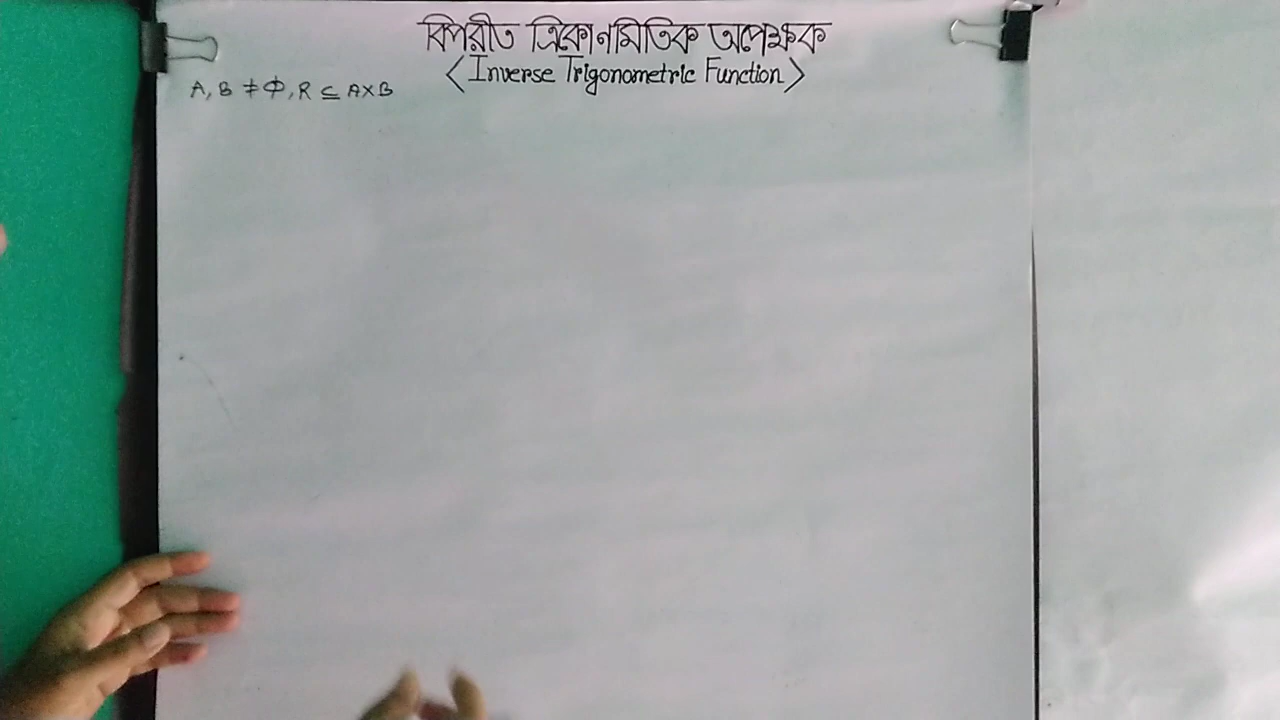 বিপরীত ত্রিকোণমিতিক অপেক্ষক
<Inverse Trigonometric Function>
A, B ≠ Φ, R ⊆ A×B